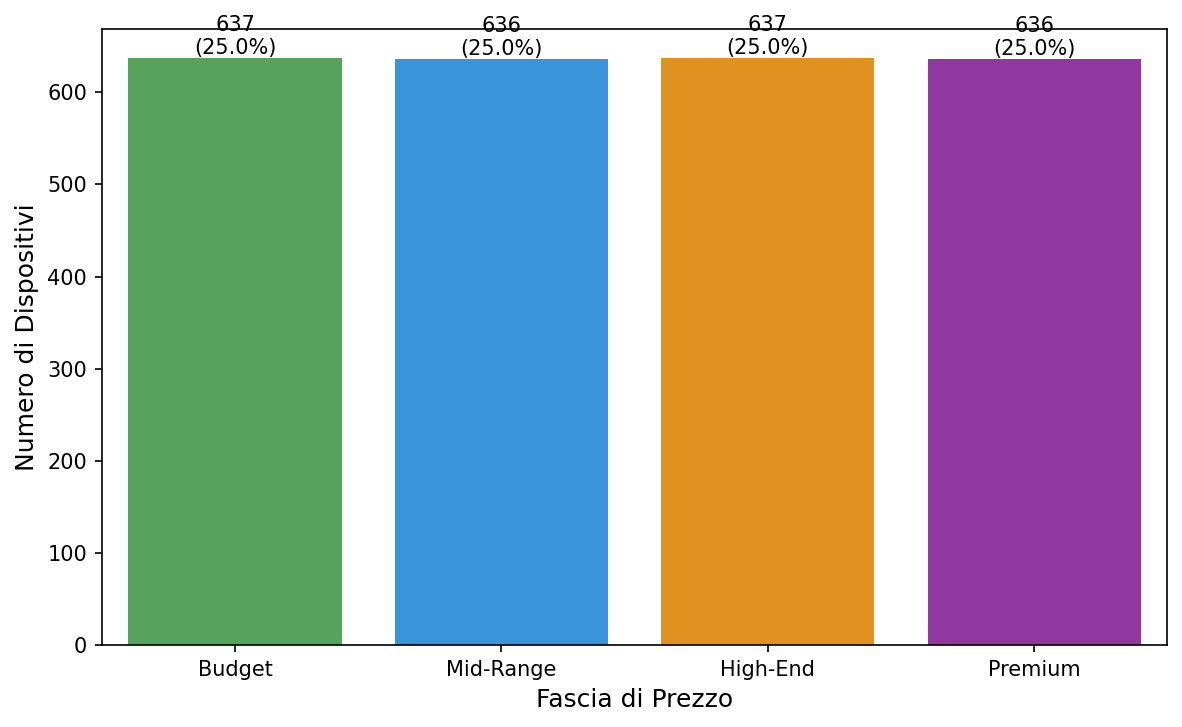 637
(25.0%)
636
(25.0%)
637
(25.0%)
636
(25.0%)
600
500
400
300
200
100
0
Numero di Dispositivi
Budget
Mid-Range
High-End
Premium
Fascia di Prezzo